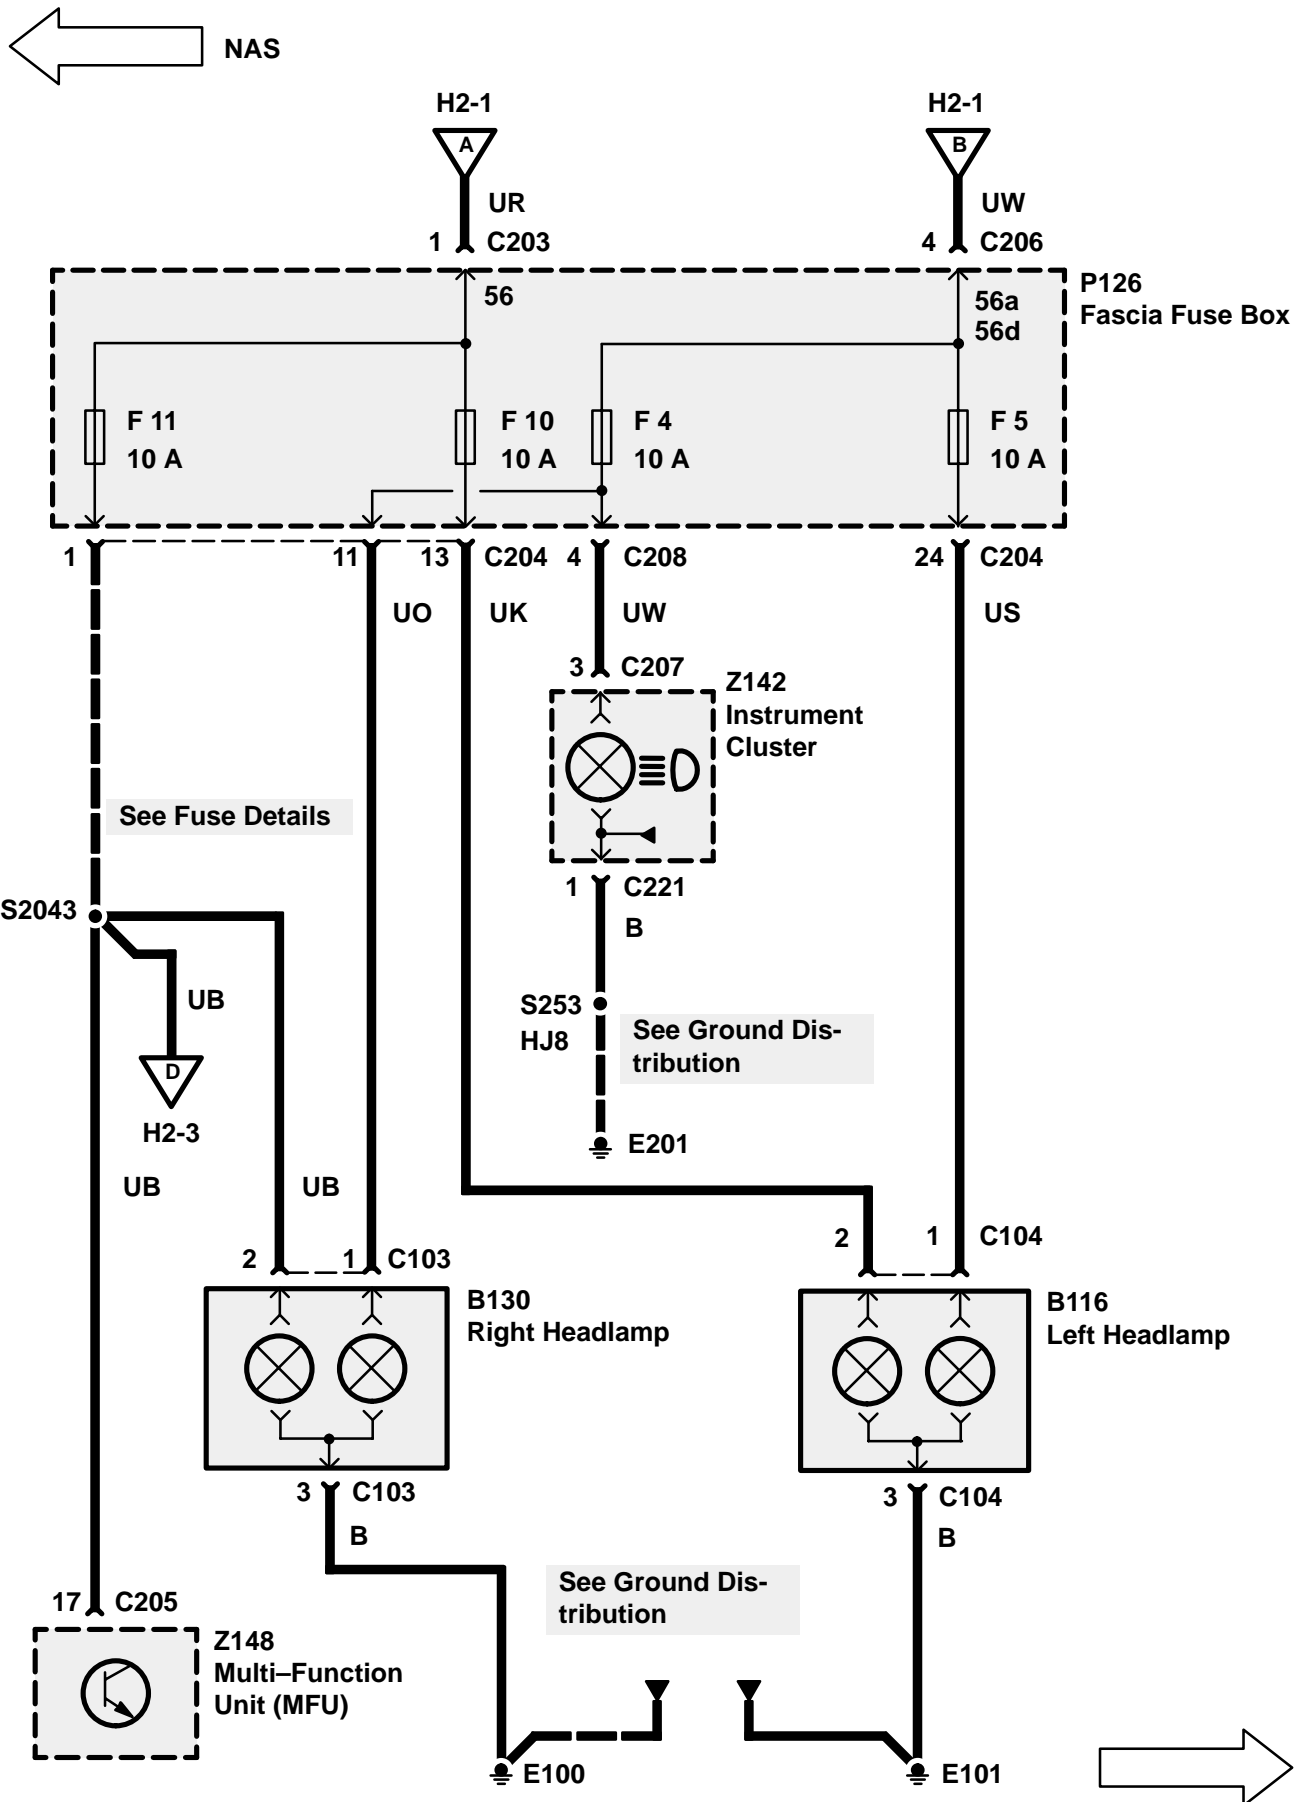 NAS
H2-1
H2-1
A
B
UR
UW
1 C203
4 C206
P126
Fascia Fuse Box
56
56a
56d
F 11
10 A
F 10
10 A
F 4
10 A
F 5
10 A
1
11
13 C204
4 C208
24 C204
UO
UK
UW
US
3 C207
Z142
Instrument
Cluster
See Fuse Details
1 C221
B
S2043
UB
S253
HJ8
See Ground Dis-
tribution
D
H2-3
E201
UB
UB
2
1 C103
2
1 C104
B130
Right Headlamp
B116
Left Headlamp
3 C103
B
3 C104
B
See Ground Dis-
tribution
17 C205
Z148
Multi–Function
Unit (MFU)
E100
E101